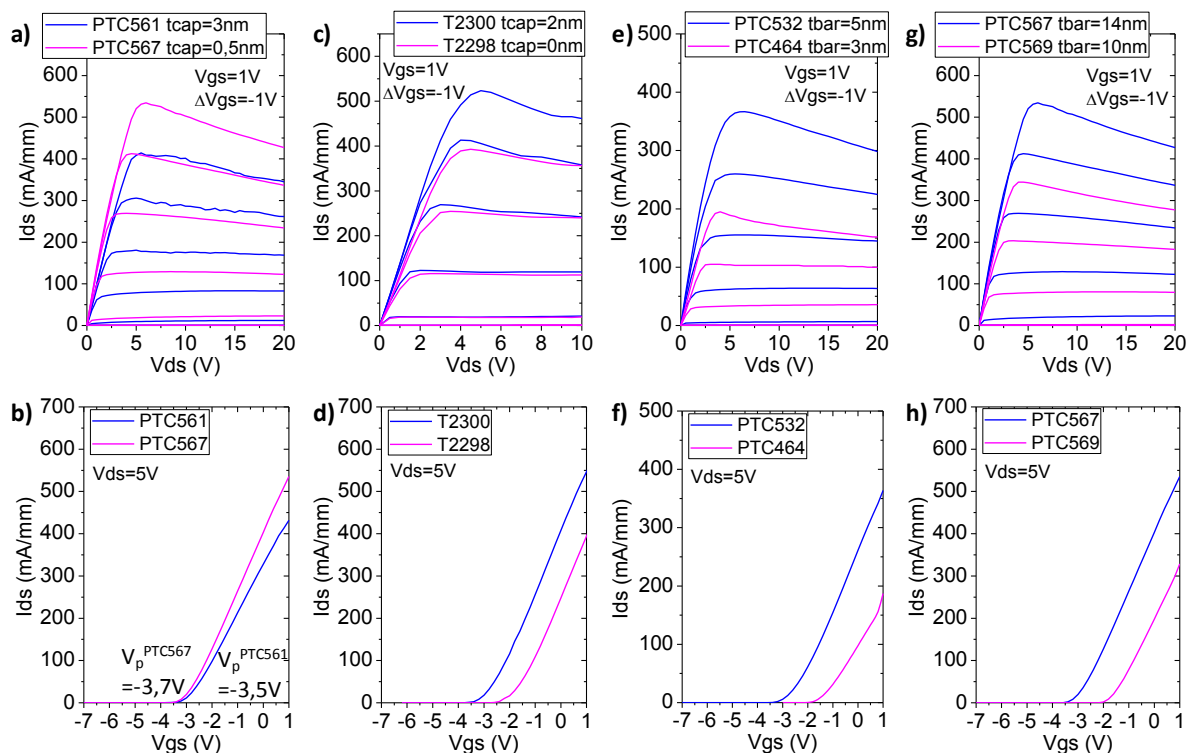 a)
PTC561 tcap=3nm
PTC567 tcap=0,5nm
Vgs=1V
ΔVgs=-1V
600
500
400
300
200
100
0
Ids (mA/mm)
0 5 10 15 20
Vds (V)
c)
T2300 tcap=2nm
T2298 tcap=0nm
Vgs=1V
ΔVgs=-1V
600
500
400
300
200
100
0
Ids (mA/mm)
0 2 4 6 8 10
Vds (V)
e)
PTC532 tbar=5nm
PTC464 tbar=3nm
Vgs=1V
ΔVgs=-1V
400
350
300
250
200
150
100
50
0
Ids (mA/mm)
0 5 10 15 20
Vds (V)
g)
PTC567 tbar=14nm
PTC569 tbar=10nm
Vgs=1V
ΔVgs=-1V
600
500
400
300
200
100
0
Ids (mA/mm)
0 5 10 15 20
Vds (V)
b)
PTC561
PTC567
Vds=5V
Vp^PTC567
=-3,7V
Vp^PTC561
=-3,5V
700
600
500
400
300
200
100
0
Ids (mA/mm)
-7 -6 -5 -4 -3 -2 -1 0 1
Vgs (V)
d)
T2300
T2298
Vds=5V
700
600
500
400
300
200
100
0
Ids (mA/mm)
-7 -6 -5 -4 -3 -2 -1 0 1
Vgs (V)
f)
PTC532
PTC464
Vds=5V
500
400
350
300
250
200
150
100
50
0
Ids (mA/mm)
-7 -6 -5 -4 -3 -2 -1 0 1
Vgs (V)
h)
PTC567
PTC569
Vds=5V
700
600
500
400
300
200
100
0
Ids (mA/mm)
-7 -6 -5 -4 -3 -2 -1 0 1
Vgs (V)